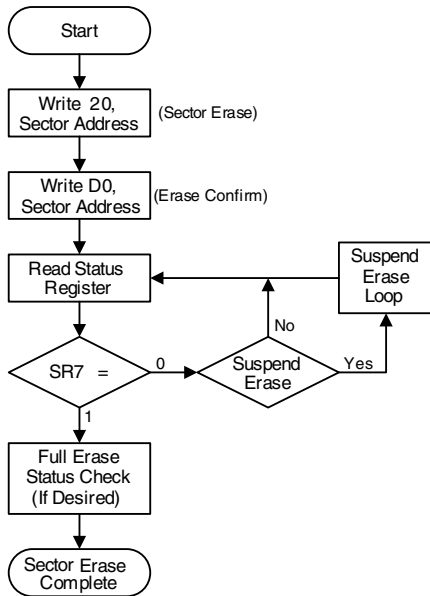 Start
Write 20,
Sector Address
(Sector Erase)
Write D0,
Sector Address
(Erase Confirm)
Read Status
Register
Suspend
Erase
Loop
No
SR7 =
0
Suspend
Erase
Yes
1
Full Erase
Status Check
(If Desired)
Sector Erase
Complete